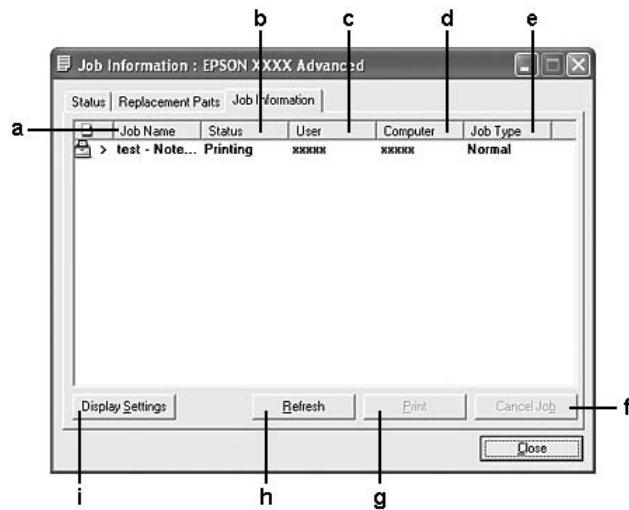 b c d e
Job Information : EPSON XXXX Advanced
Status Replacement Parts Job Information
a Job Name Status User Computer Job Type
> test - Note... Printing xxxxx xxxxx Normal
Display Settings Refresh Print Cancel Job f
Close
i h g